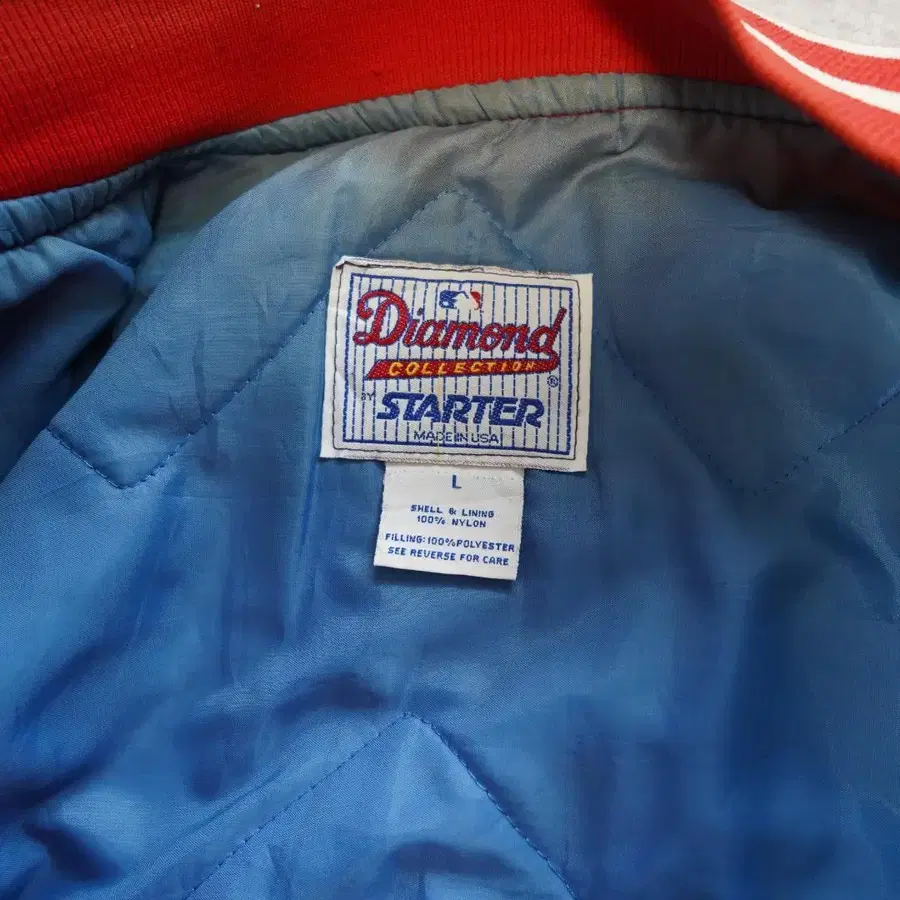 Diamond
COLLECTION
®
BY STARTER
MADE IN USA
L
SHELL & LINING
100% NYLON
FILLING:100%POLYESTER
SEE REVERSE FOR CARE